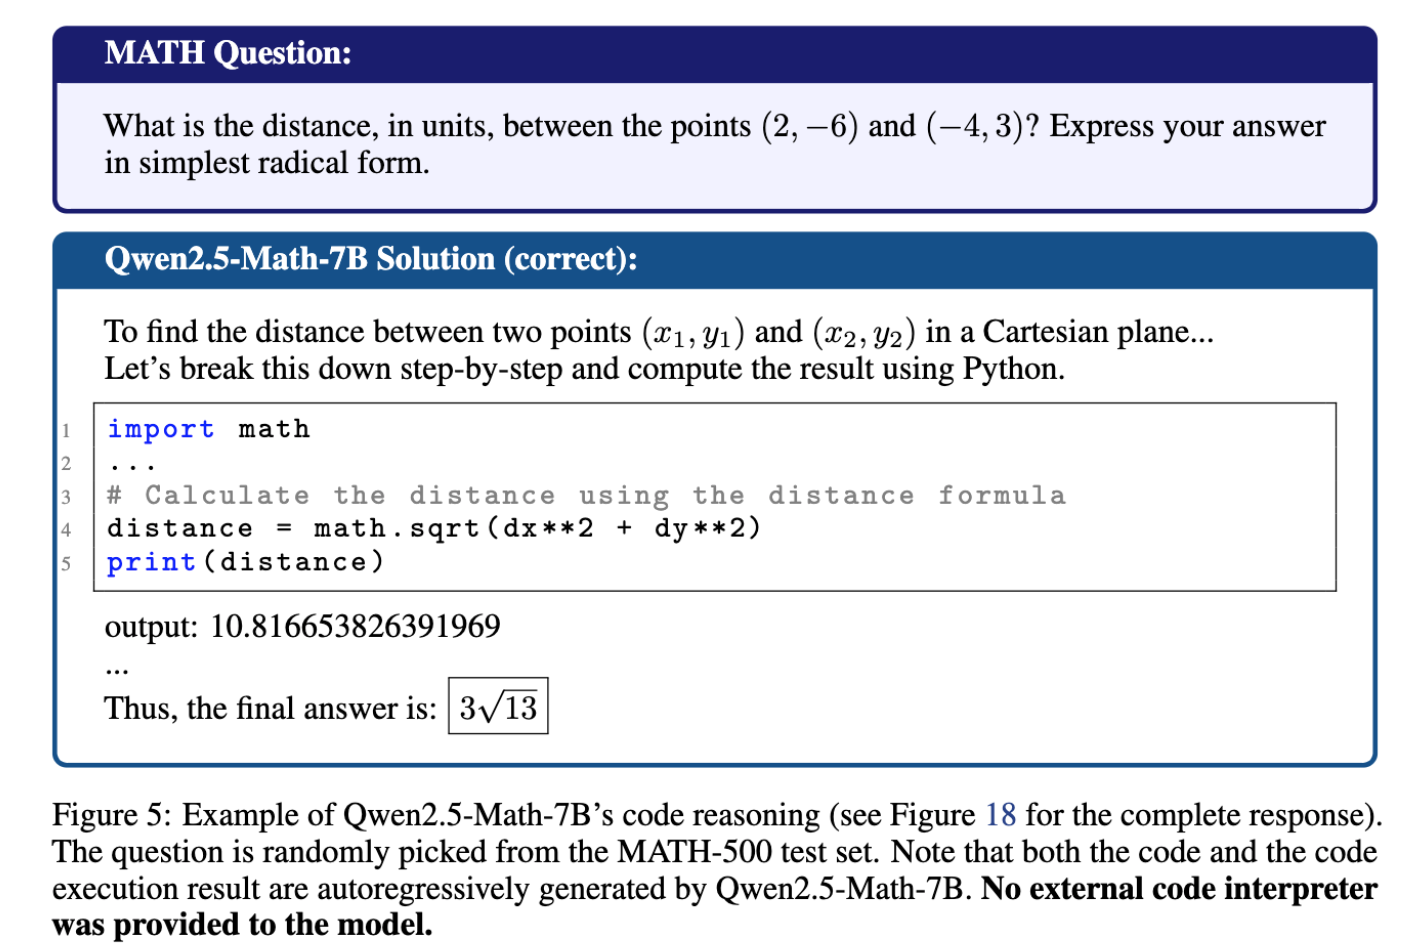 MATH Question:
What is the distance, in units, between the points (2, −6) and (−4, 3)? Express your answer
in simplest radical form.
Qwen2.5-Math-7B Solution (correct):
To find the distance between two points (x₁, y₁) and (x₂, y₂) in a Cartesian plane...
Let's break this down step-by-step and compute the result using Python.
1 import math
2 ...
3 # Calculate the distance using the distance formula
4 distance = math.sqrt(dx**2 + dy**2)
5 print(distance)
output: 10.816653826391969
...
Thus, the final answer is: 3√13
Figure 5: Example of Qwen2.5-Math-7B's code reasoning (see Figure 18 for the complete response).
The question is randomly picked from the MATH-500 test set. Note that both the code and the code
execution result are autoregressively generated by Qwen2.5-Math-7B. No external code interpreter
was provided to the model.